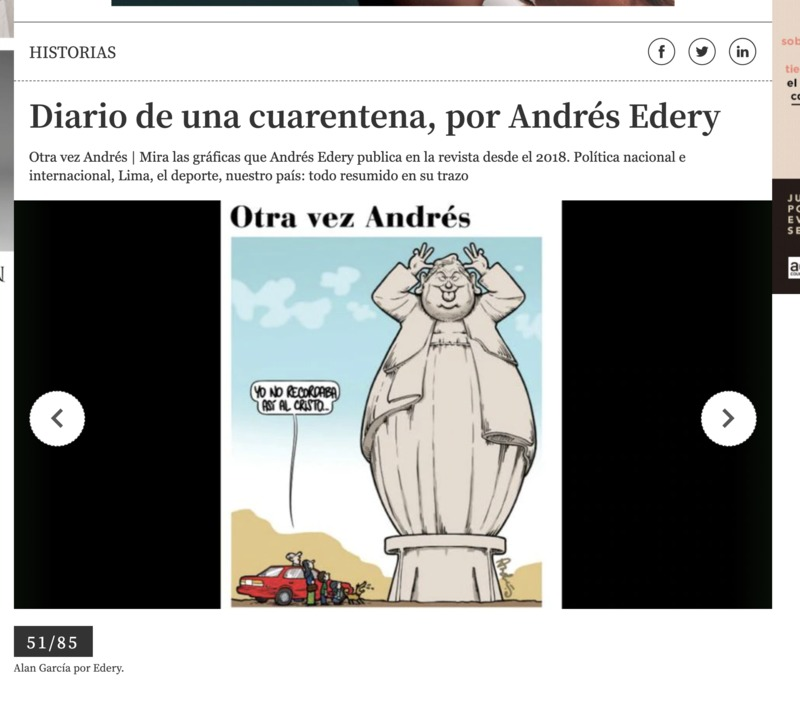 HISTORIAS
Diario de una cuarentena, por Andrés Edery
Otra vez Andrés | Mira las gráficas que Andrés Edery publica en la revista desde el 2018. Política nacional e
internacional, Lima, el deporte, nuestro país: todo resumido en su trazo
Otra vez Andrés
YO NO RECORDABA
ASÍ AL CRISTO..
51/85
Alan García por Edery.
sob
tie
el
co
JU
PO
EV
SE